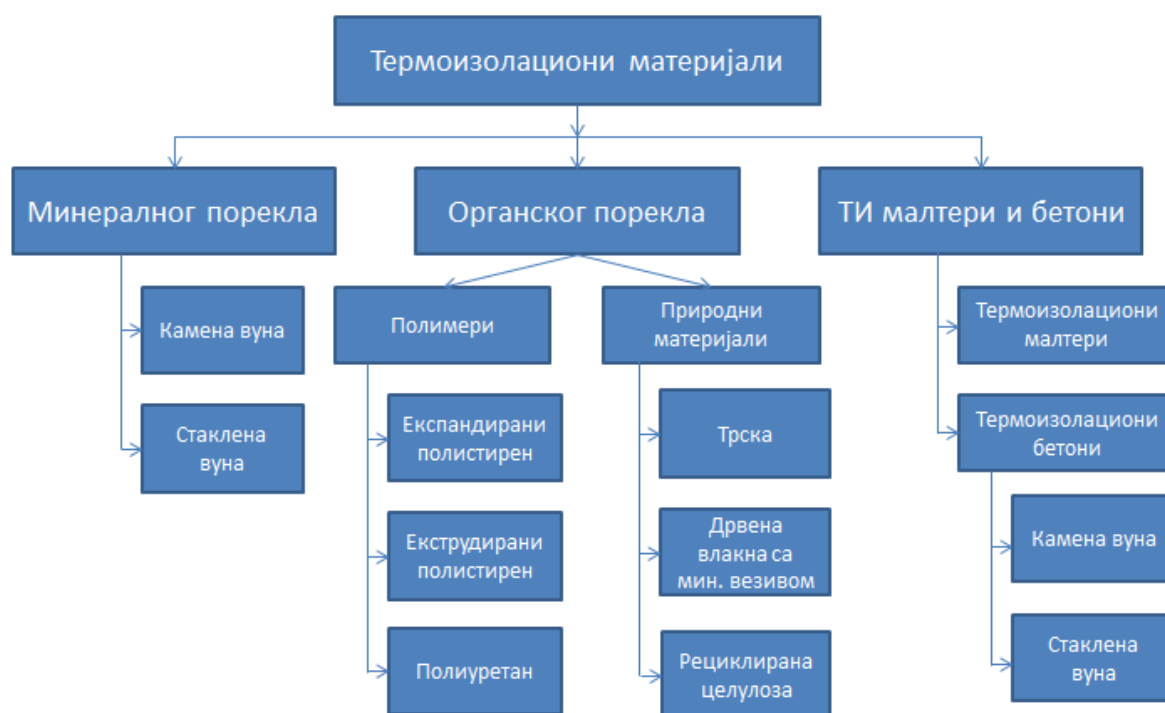 Термоизолациони материјали
Минералног порекла
Органског порекла
ТИ малтери и бетони
Камена вуна
Стаклена
вуна
Полимери
Експандирани
полистирен
Екструдирани
полистирен
Полиуретан
Природни
материјали
Трска
Дрвена
влакна са
мин. везивом
Рециклирана
целулоза
Термоизолациони
малтери
Термоизолациони
бетони
Камена вуна
Стаклена
вуна